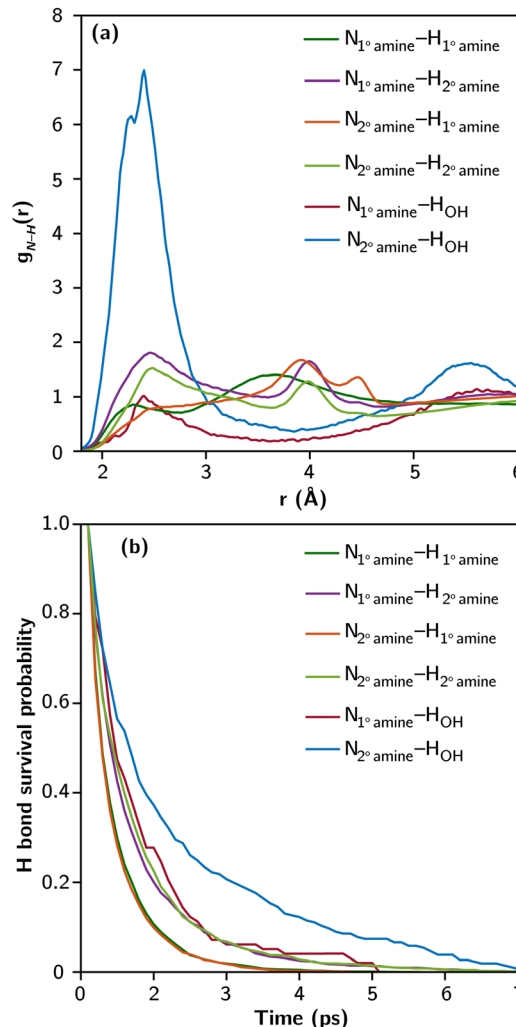 (a)
8
7
6
5
4
3
2
1
0
g_N–H(r)
N1° amine–H1° amine
N1° amine–H2° amine
N2° amine–H1° amine
N2° amine–H2° amine
N1° amine–HOH
N2° amine–HOH
2 3 4 5 6
r (Å)
(b)
1.0
0.8
0.6
0.4
0.2
0
H bond survival probability
N1° amine–H1° amine
N1° amine–H2° amine
N2° amine–H1° amine
N2° amine–H2° amine
N1° amine–HOH
N2° amine–HOH
0 1 2 3 4 5 6 7
Time (ps)